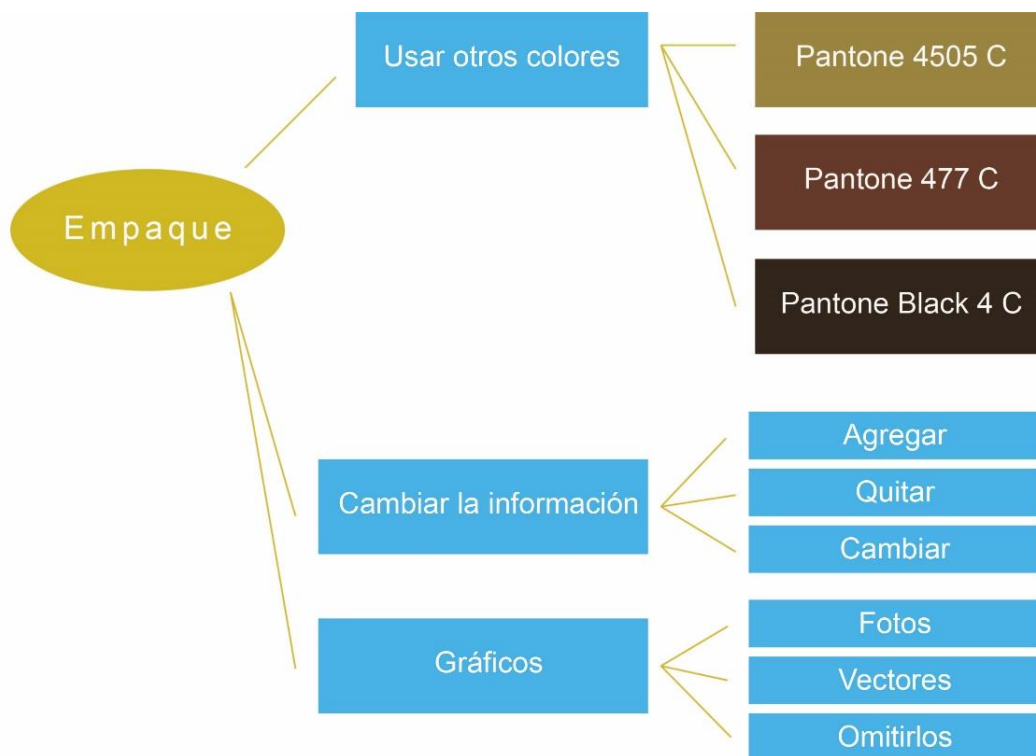 Empaque
Usar otros colores
Pantone 4505 C
Pantone 477 C
Pantone Black 4 C
Cambiar la información
Agregar
Quitar
Cambiar
Gráficos
Fotos
Vectores
Omitirlos